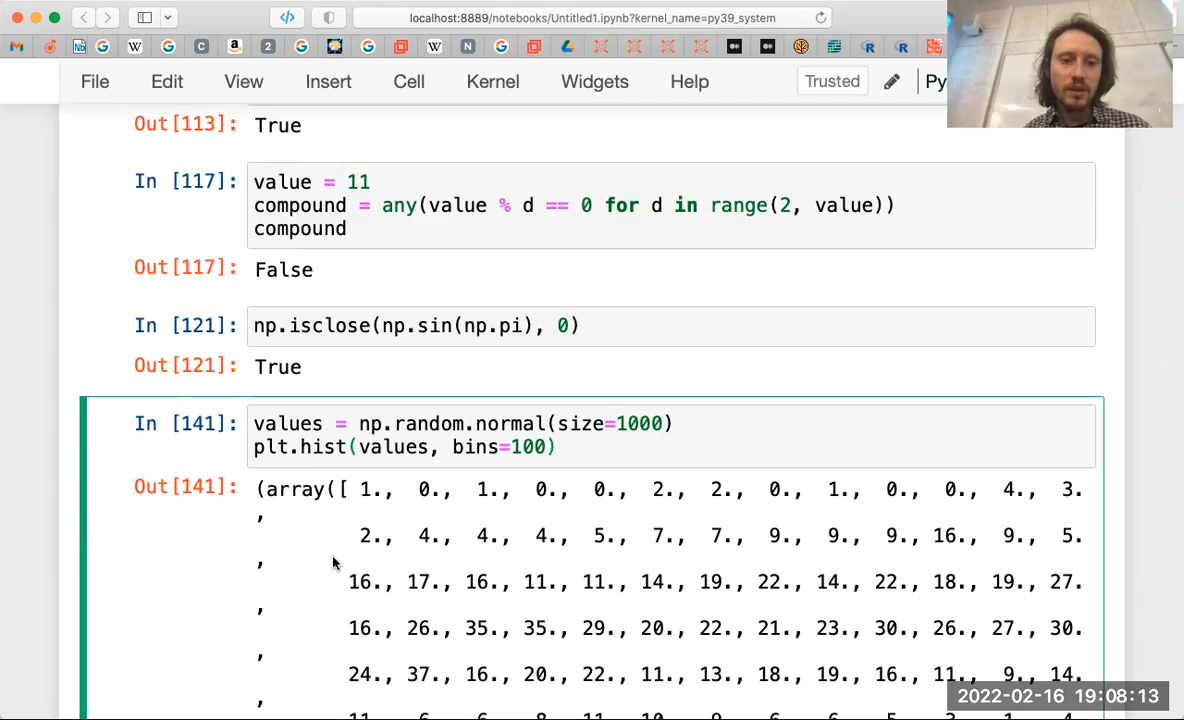 localhost:8889/notebooks/Untitled1.ipynb?kernel_name=py39_system
File Edit View Insert Cell Kernel Widgets Help Trusted Py
Out[113]: True
In [117]: value = 11
compound = any(value % d == 0 for d in range(2, value))
compound
Out[117]: False
In [121]: np.isclose(np.sin(np.pi), 0)
Out[121]: True
In [141]: values = np.random.normal(size=1000)
plt.hist(values, bins=100)
Out[141]: (array([ 1., 0., 1., 0., 0., 2., 2., 0., 1., 0., 0., 4., 3.
,
2., 4., 4., 4., 5., 7., 7., 9., 9., 9., 16., 9., 5.
,
16., 17., 16., 11., 11., 14., 19., 22., 14., 22., 18., 19., 27.
,
16., 26., 35., 35., 29., 20., 22., 21., 23., 30., 26., 27., 30.
,
24., 37., 16., 20., 22., 11., 13., 18., 19., 16., 11., 9., 14.
,
2022-02-16 19:08:13